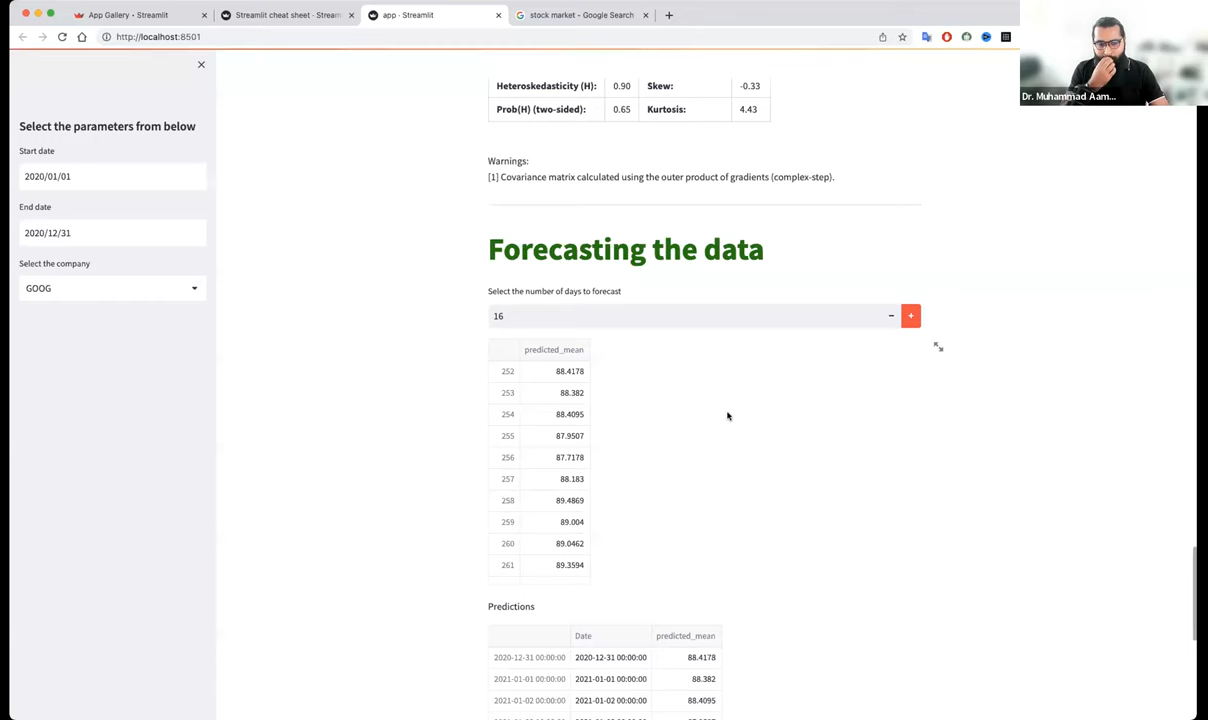 App Gallery • Streamlit
Streamlit cheat sheet · Stream
app · Streamlit
stock market - Google Search
http://localhost:8501
Dr. Muhammad Aam...
Select the parameters from below
Start date
2020/01/01
End date
2020/12/31
Select the company
GOOG
Heteroskedasticity (H): 0.90 Skew: -0.33
Prob(H) (two-sided): 0.65 Kurtosis: 4.43
Warnings:
[1] Covariance matrix calculated using the outer product of gradients (complex-step).
Forecasting the data
Select the number of days to forecast
16
predicted_mean
252 88.4178
253 88.382
254 88.4095
255 87.9507
256 87.7178
257 88.183
258 89.4869
259 89.004
260 89.0462
261 89.3594
Predictions
Date predicted_mean
2020-12-31 00:00:00 2020-12-31 00:00:00 88.4178
2021-01-01 00:00:00 2021-01-01 00:00:00 88.382
2021-01-02 00:00:00 2021-01-02 00:00:00 88.4095